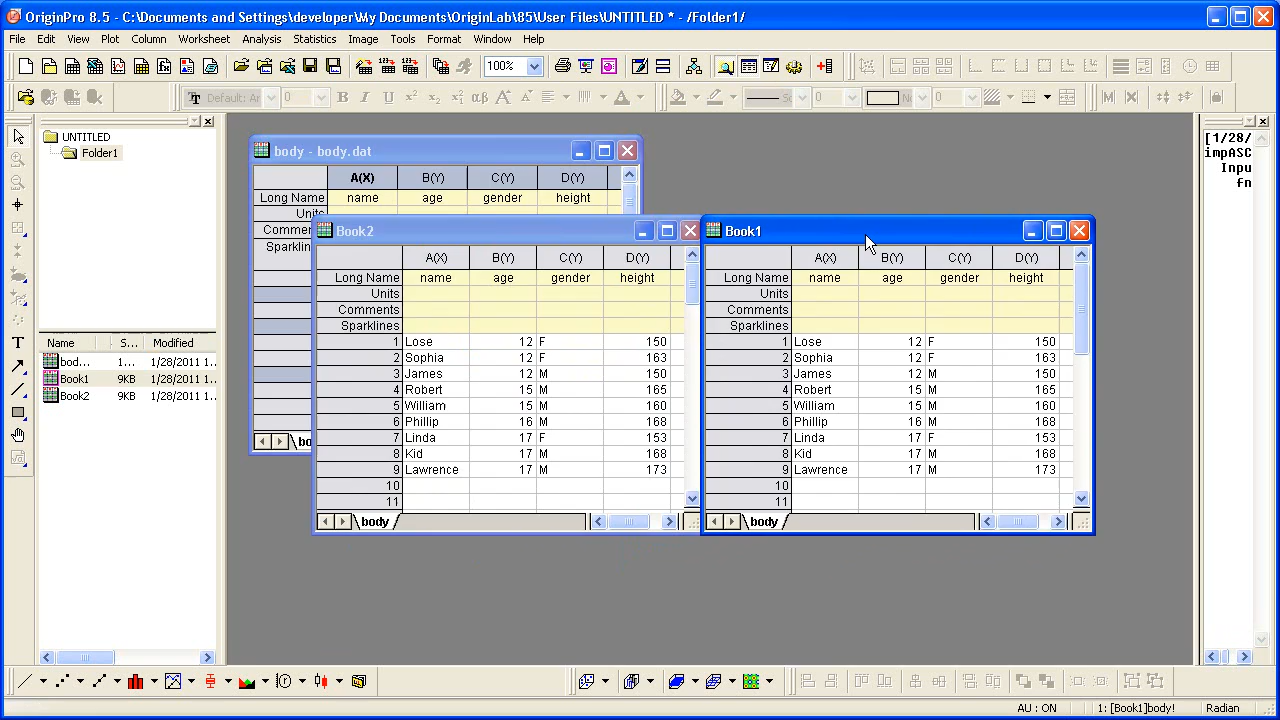 OriginPro 8.5 - C:\Documents and Settings\developer\My Documents\OriginLab\85\User Files\UNTITLED * - /Folder1/
File Edit View Plot Column Worksheet Analysis Statistics Image Tools Format Window Help
100%
Default: Ar 0 B I U αβ A A 0 N 0
UNTITLED
Folder1
Name S... Modified
bod... 1... 1/28/2011 1...
Book1 9KB 1/28/2011 1...
Book2 9KB 1/28/2011 1...
body - body.dat
A(X) B(Y) C(Y) D(Y)
Long Name name age gender height
Units
Sparklines
Book2
A(X) B(Y) C(Y) D(Y)
Long Name name age gender height
Units
Comments
Sparklines
1 Lose 12 F 150
2 Sophia 12 F 163
3 James 12 M 150
4 Robert 15 M 165
5 William 15 M 160
6 Phillip 16 M 168
7 Linda 17 F 153
8 Kid 17 M 168
9 Lawrence 17 M 173
10
11
body
Book1
A(X) B(Y) C(Y) D(Y)
Long Name name age gender height
Units
Comments
Sparklines
1 Lose 12 F 150
2 Sophia 12 F 163
3 James 12 M 150
4 Robert 15 M 165
5 William 15 M 160
6 Phillip 16 M 168
7 Linda 17 F 153
8 Kid 17 M 168
9 Lawrence 17 M 173
10
11
body
[1/28/
impASC
Inpu
fn
AU : ON 1: [Book1]body! Radian